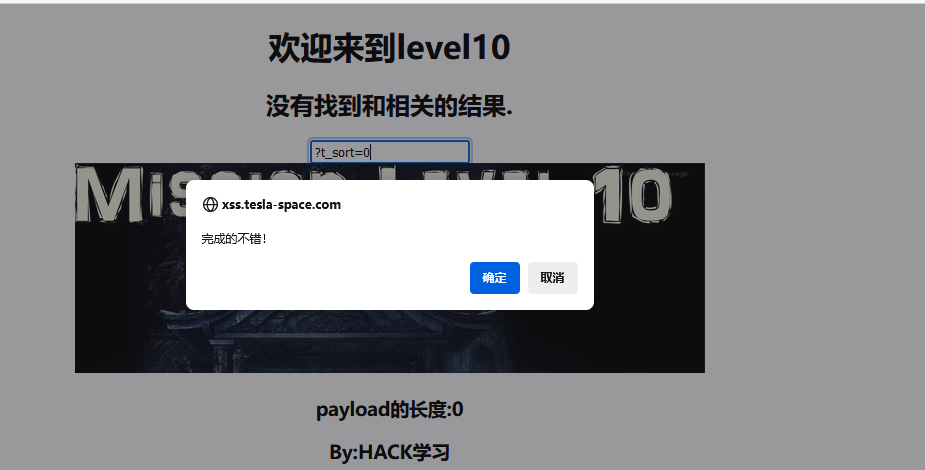 欢迎来到level10
没有找到和相关的结果.
?t_sort=0
Mission Level 10
xss.tesla-space.com
完成的不错!
确定 取消
payload的长度:0
By:HACK学习